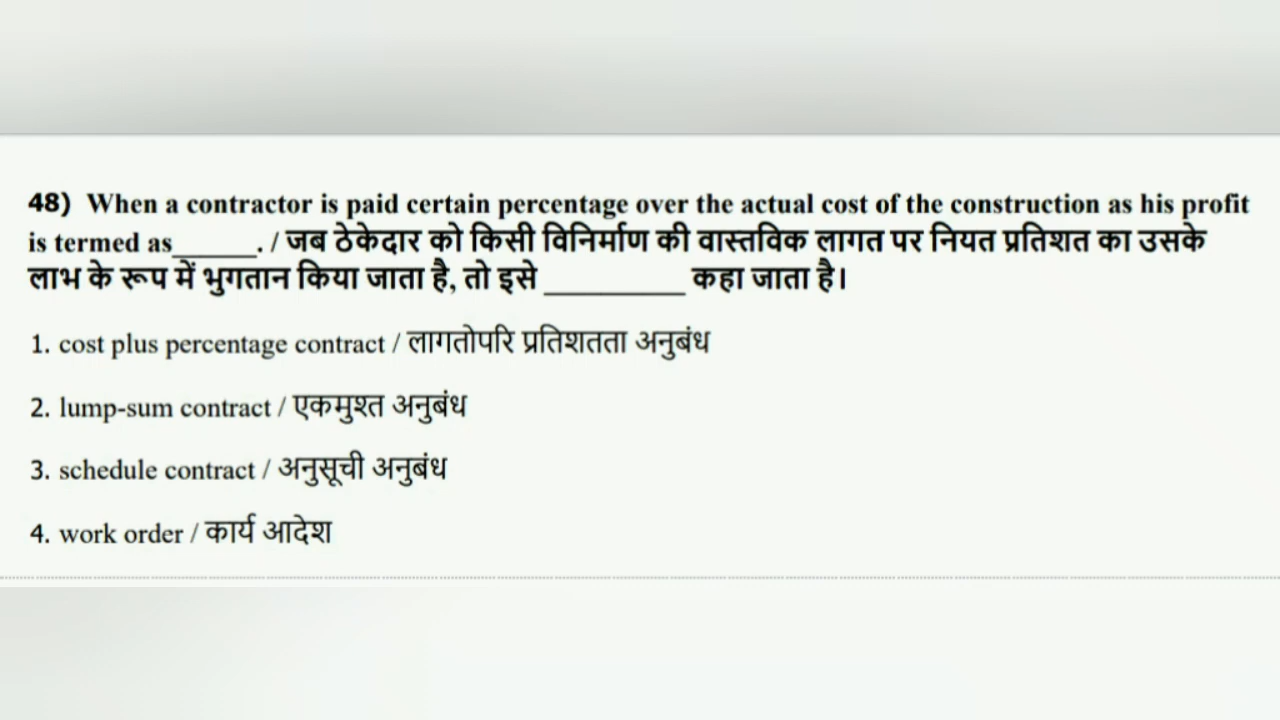 48) When a contractor is paid certain percentage over the actual cost of the construction as his profit
is termed as______. / जब ठेकेदार को किसी विनिर्माण की वास्तविक लागत पर नियत प्रतिशत का उसके
लाभ के रूप में भुगतान किया जाता है, तो इसे __________ कहा जाता है।
1. cost plus percentage contract / लागतोपरि प्रतिशतता अनुबंध
2. lump-sum contract / एकमुश्त अनुबंध
3. schedule contract / अनुसूची अनुबंध
4. work order / कार्य आदेश